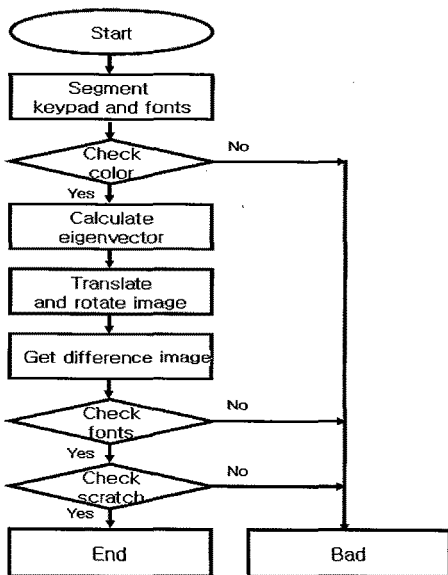 Start
Segment
keypad and fonts
Check
color
No
Yes
Calculate
eigenvector
Translate
and rotate image
Get difference image
Check
fonts
No
Yes
Check
scratch
No
Yes
End
Bad